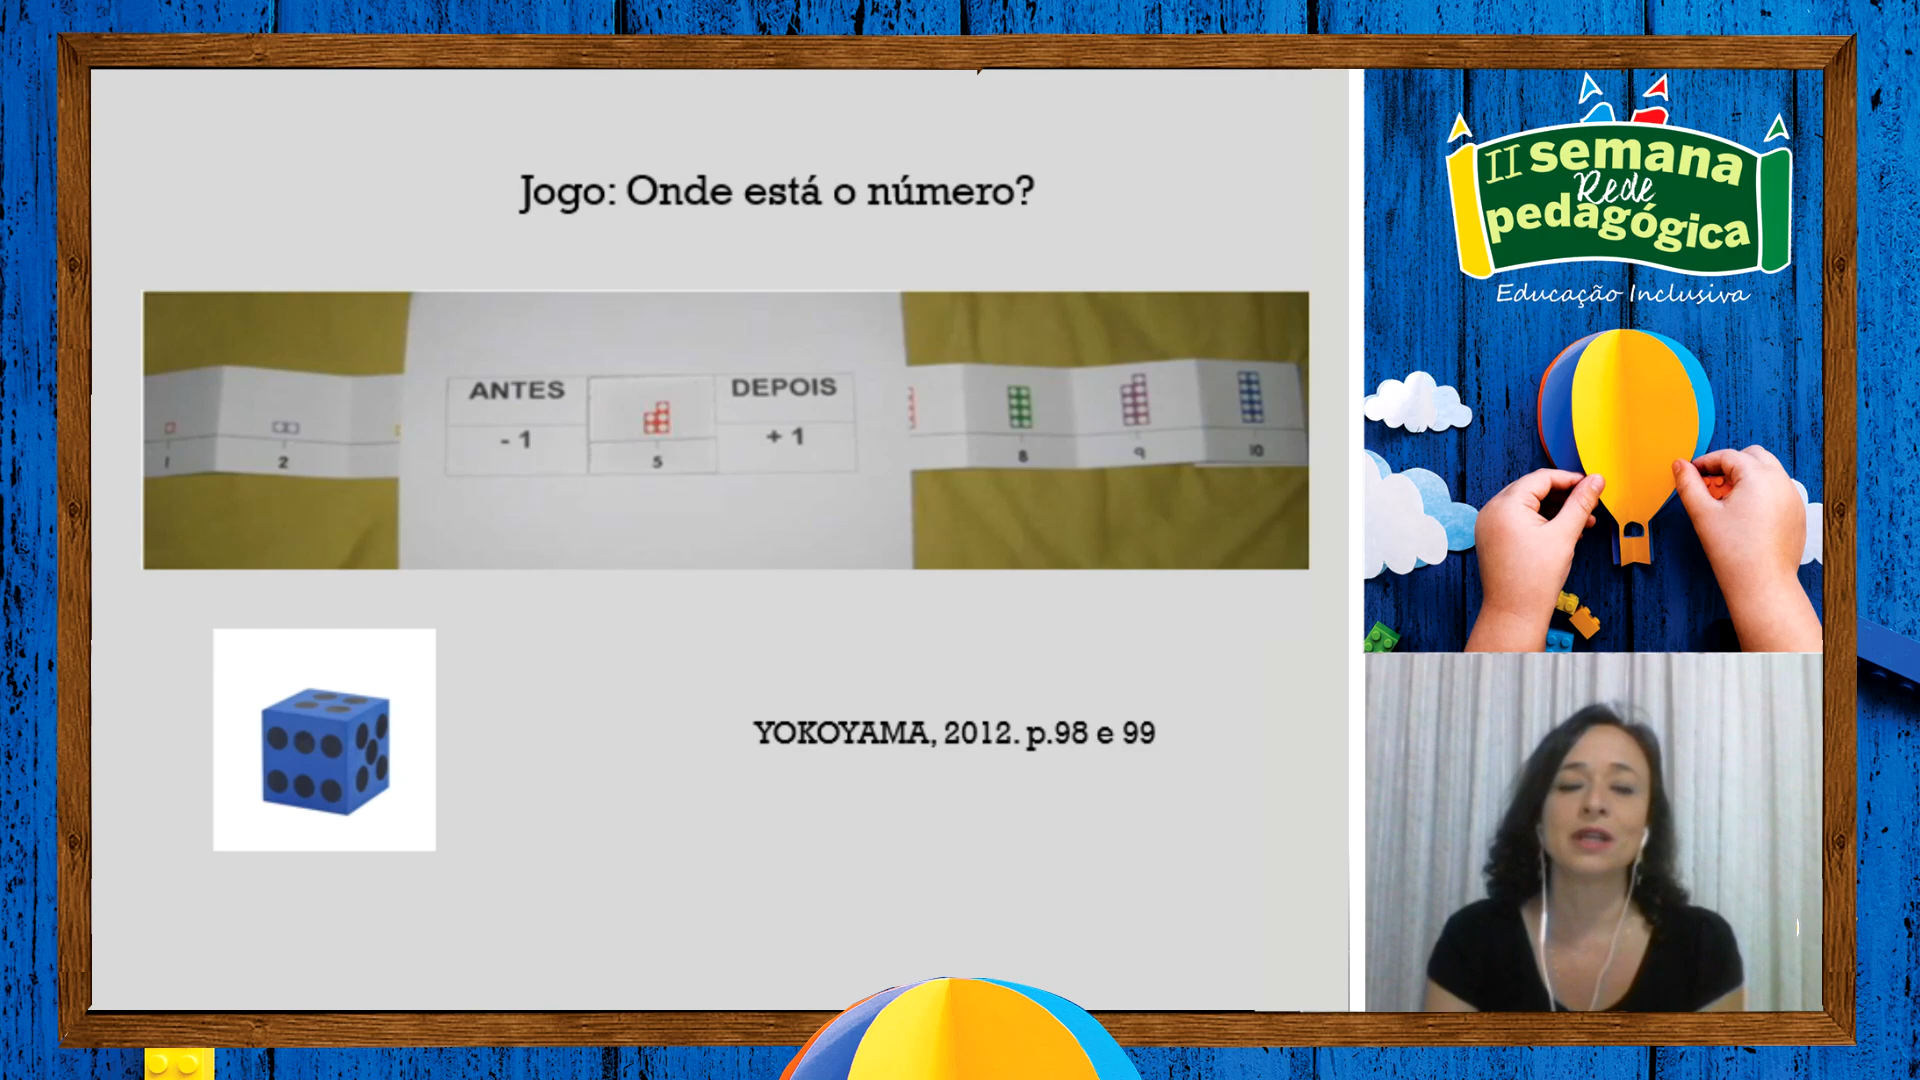 Jogo: Onde está o número?
ANTES
DEPOIS
- 1
+ 1
1
2
5
8
9
10
YOKOYAMA, 2012. p.98 e 99
II semana
Rede
pedagógica
Educação Inclusiva